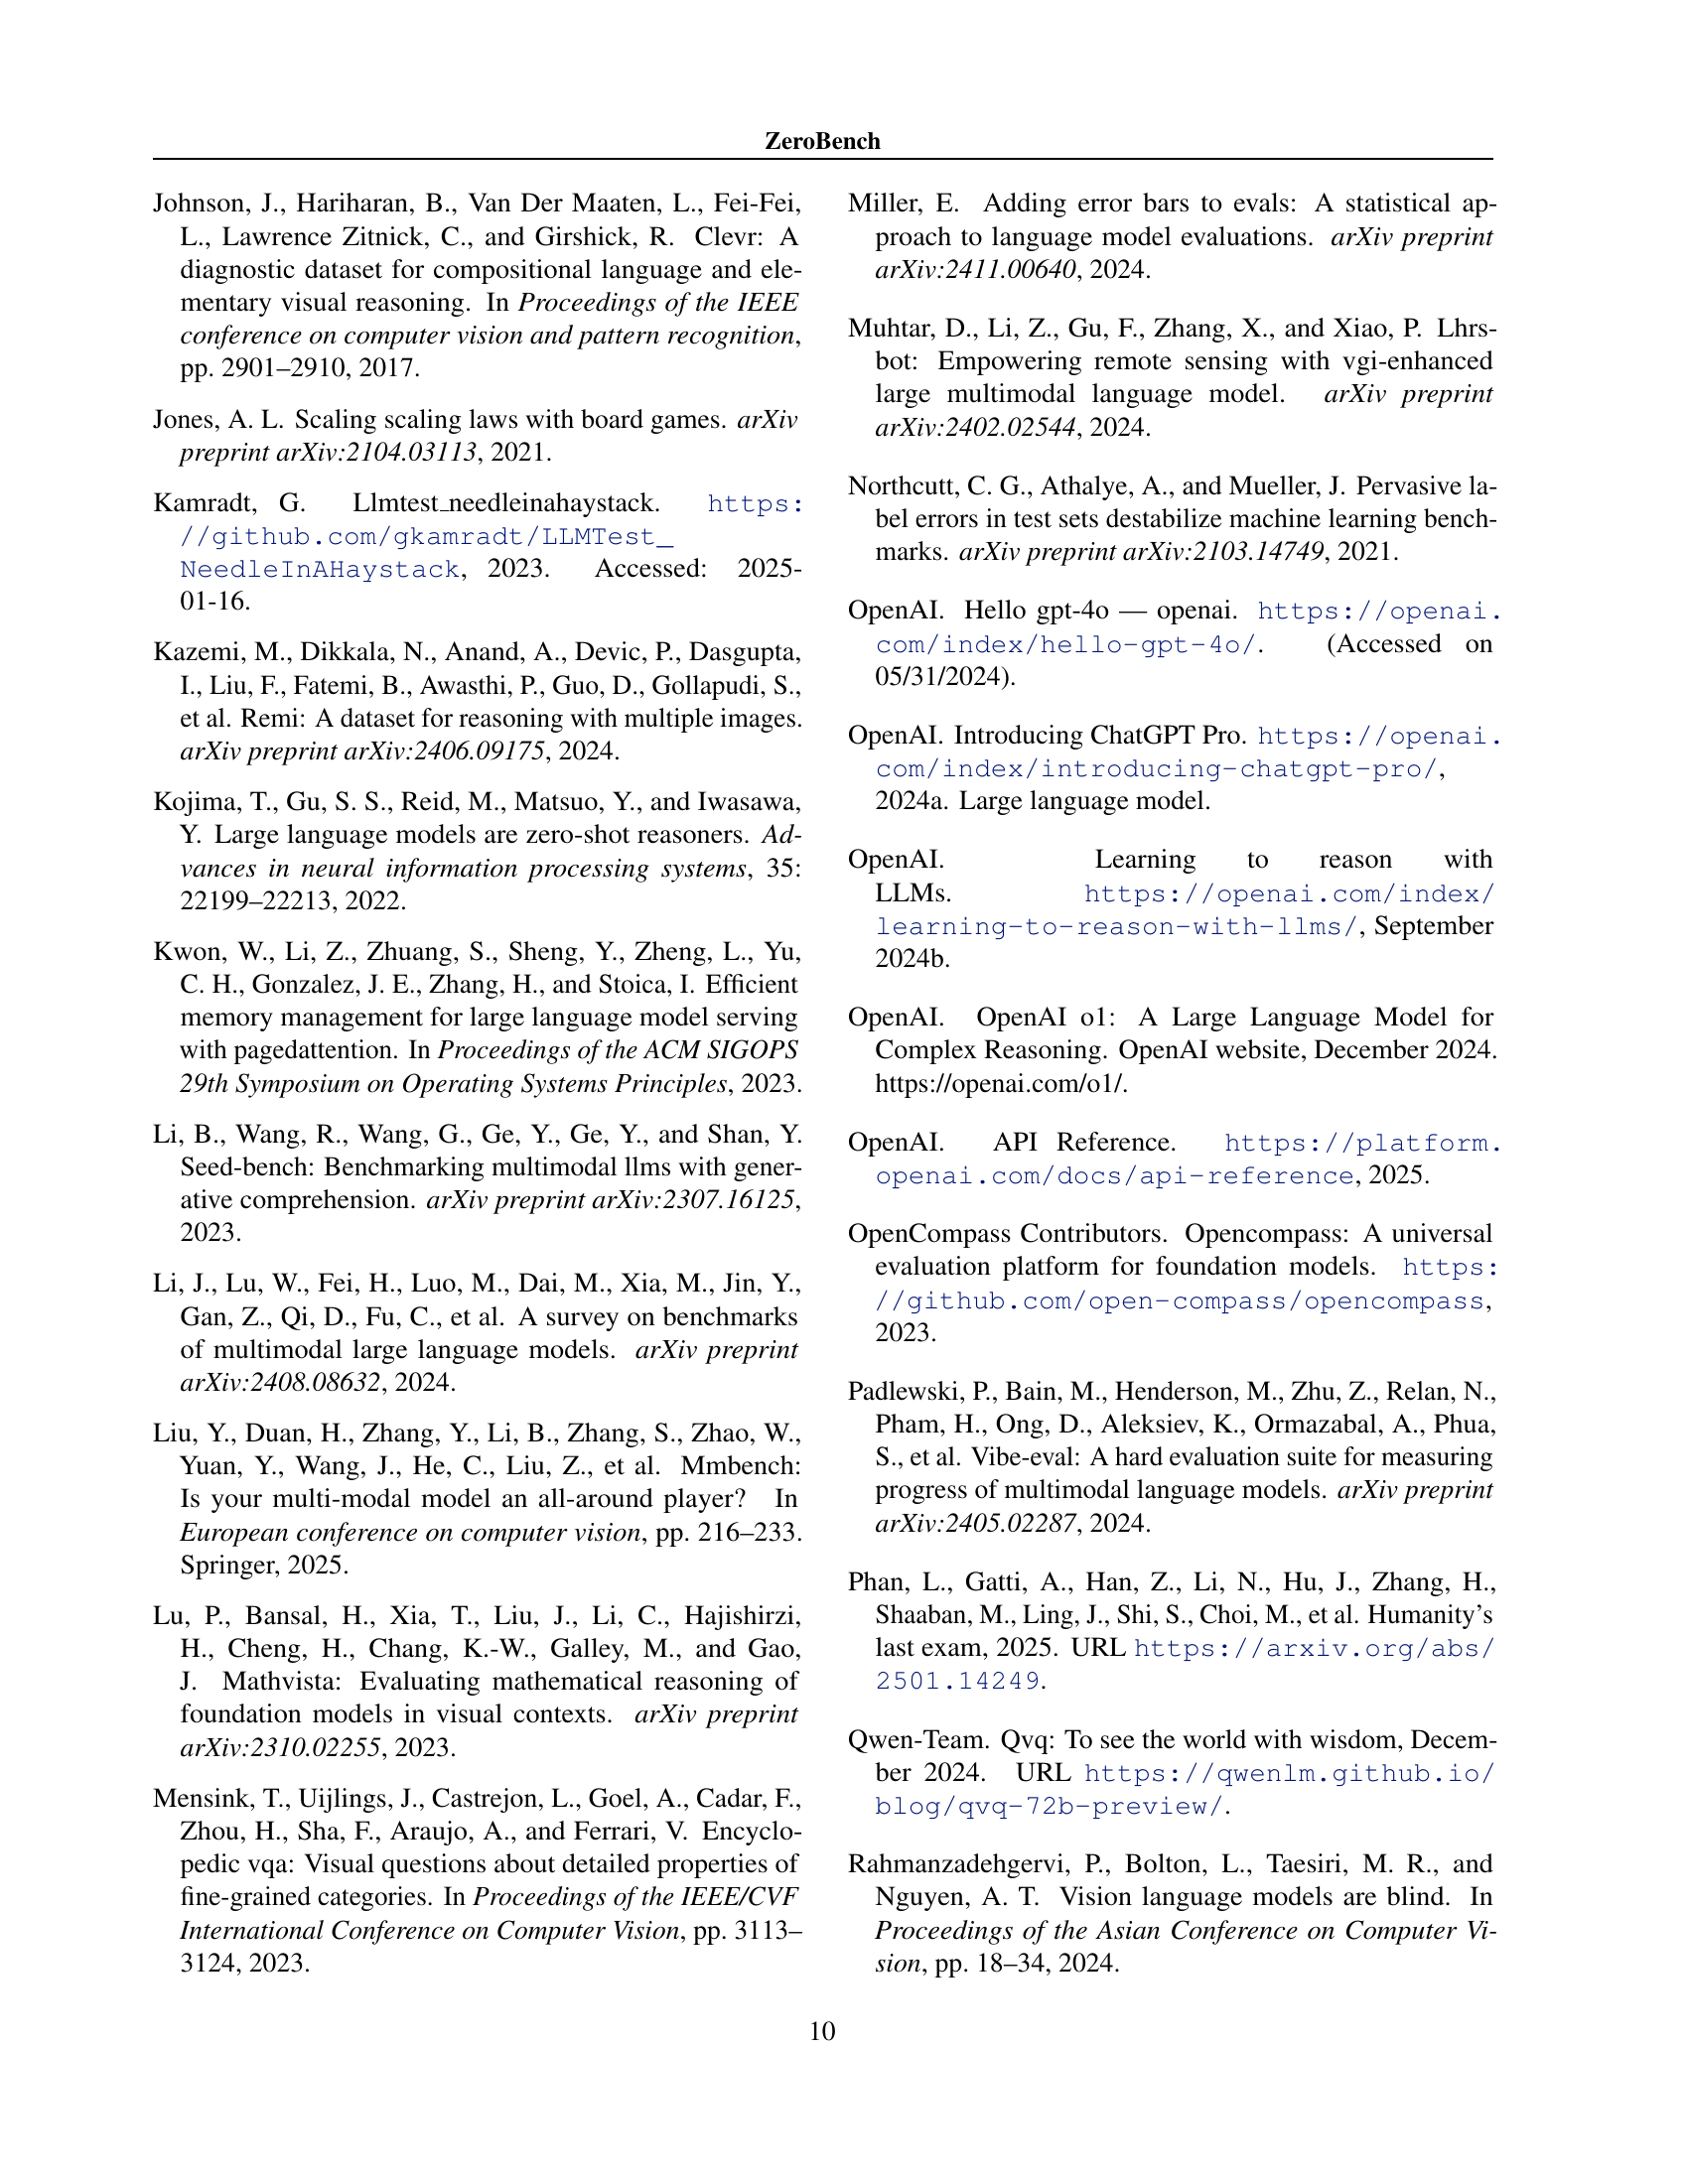 ZeroBench
Johnson, J., Hariharan, B., Van Der Maaten, L., Fei-Fei,
L., Lawrence Zitnick, C., and Girshick, R. Clevr: A
diagnostic dataset for compositional language and ele-
mentary visual reasoning. In Proceedings of the IEEE
conference on computer vision and pattern recognition,
pp. 2901–2910, 2017.
Jones, A. L. Scaling scaling laws with board games. arXiv
preprint arXiv:2104.03113, 2021.
Kamradt, G. Llmtest_needleinahaystack. https:
//github.com/gkamradt/LLMTest_
NeedleInAHaystack, 2023. Accessed: 2025-
01-16.
Kazemi, M., Dikkala, N., Anand, A., Devic, P., Dasgupta,
I., Liu, F., Fatemi, B., Awasthi, P., Guo, D., Gollapudi, S.,
et al. Remi: A dataset for reasoning with multiple images.
arXiv preprint arXiv:2406.09175, 2024.
Kojima, T., Gu, S. S., Reid, M., Matsuo, Y., and Iwasawa,
Y. Large language models are zero-shot reasoners. Ad-
vances in neural information processing systems, 35:
22199–22213, 2022.
Kwon, W., Li, Z., Zhuang, S., Sheng, Y., Zheng, L., Yu,
C. H., Gonzalez, J. E., Zhang, H., and Stoica, I. Efficient
memory management for large language model serving
with pagedattention. In Proceedings of the ACM SIGOPS
29th Symposium on Operating Systems Principles, 2023.
Li, B., Wang, R., Wang, G., Ge, Y., Ge, Y., and Shan, Y.
Seed-bench: Benchmarking multimodal llms with gener-
ative comprehension. arXiv preprint arXiv:2307.16125,
2023.
Li, J., Lu, W., Fei, H., Luo, M., Dai, M., Xia, M., Jin, Y.,
Gan, Z., Qi, D., Fu, C., et al. A survey on benchmarks
of multimodal large language models. arXiv preprint
arXiv:2408.08632, 2024.
Liu, Y., Duan, H., Zhang, Y., Li, B., Zhang, S., Zhao, W.,
Yuan, Y., Wang, J., He, C., Liu, Z., et al. Mmbench:
Is your multi-modal model an all-around player? In
European conference on computer vision, pp. 216–233.
Springer, 2025.
Lu, P., Bansal, H., Xia, T., Liu, J., Li, C., Hajishirzi,
H., Cheng, H., Chang, K.-W., Galley, M., and Gao,
J. Mathvista: Evaluating mathematical reasoning of
foundation models in visual contexts. arXiv preprint
arXiv:2310.02255, 2023.
Mensink, T., Uijlings, J., Castrejon, L., Goel, A., Cadar, F.,
Zhou, H., Sha, F., Araujo, A., and Ferrari, V. Encyclo-
pedic vqa: Visual questions about detailed properties of
fine-grained categories. In Proceedings of the IEEE/CVF
International Conference on Computer Vision, pp. 3113–
3124, 2023.
Miller, E. Adding error bars to evals: A statistical ap-
proach to language model evaluations. arXiv preprint
arXiv:2411.00640, 2024.
Muhtar, D., Li, Z., Gu, F., Zhang, X., and Xiao, P. Lhrs-
bot: Empowering remote sensing with vgi-enhanced
large multimodal language model. arXiv preprint
arXiv:2402.02544, 2024.
Northcutt, C. G., Athalye, A., and Mueller, J. Pervasive la-
bel errors in test sets destabilize machine learning bench-
marks. arXiv preprint arXiv:2103.14749, 2021.
OpenAI. Hello gpt-4o — openai. https://openai.
com/index/hello-gpt-4o/. (Accessed on
05/31/2024).
OpenAI. Introducing ChatGPT Pro. https://openai.
com/index/introducing-chatgpt-pro/,
2024a. Large language model.
OpenAI. Learning to reason with
LLMs. https://openai.com/index/
learning-to-reason-with-llms/, September
2024b.
OpenAI. OpenAI o1: A Large Language Model for
Complex Reasoning. OpenAI website, December 2024.
https://openai.com/o1/.
OpenAI. API Reference. https://platform.
openai.com/docs/api-reference, 2025.
OpenCompass Contributors. Opencompass: A universal
evaluation platform for foundation models. https:
//github.com/open-compass/opencompass,
2023.
Padlewski, P., Bain, M., Henderson, M., Zhu, Z., Relan, N.,
Pham, H., Ong, D., Aleksiev, K., Ormazabal, A., Phua,
S., et al. Vibe-eval: A hard evaluation suite for measuring
progress of multimodal language models. arXiv preprint
arXiv:2405.02287, 2024.
Phan, L., Gatti, A., Han, Z., Li, N., Hu, J., Zhang, H.,
Shaaban, M., Ling, J., Shi, S., Choi, M., et al. Humanity's
last exam, 2025. URL https://arxiv.org/abs/
2501.14249.
Qwen-Team. Qvq: To see the world with wisdom, Decem-
ber 2024. URL https://qwenlm.github.io/
blog/qvq-72b-preview/.
Rahmanzadehgervi, P., Bolton, L., Taesiri, M. R., and
Nguyen, A. T. Vision language models are blind. In
Proceedings of the Asian Conference on Computer Vi-
sion, pp. 18–34, 2024.
10